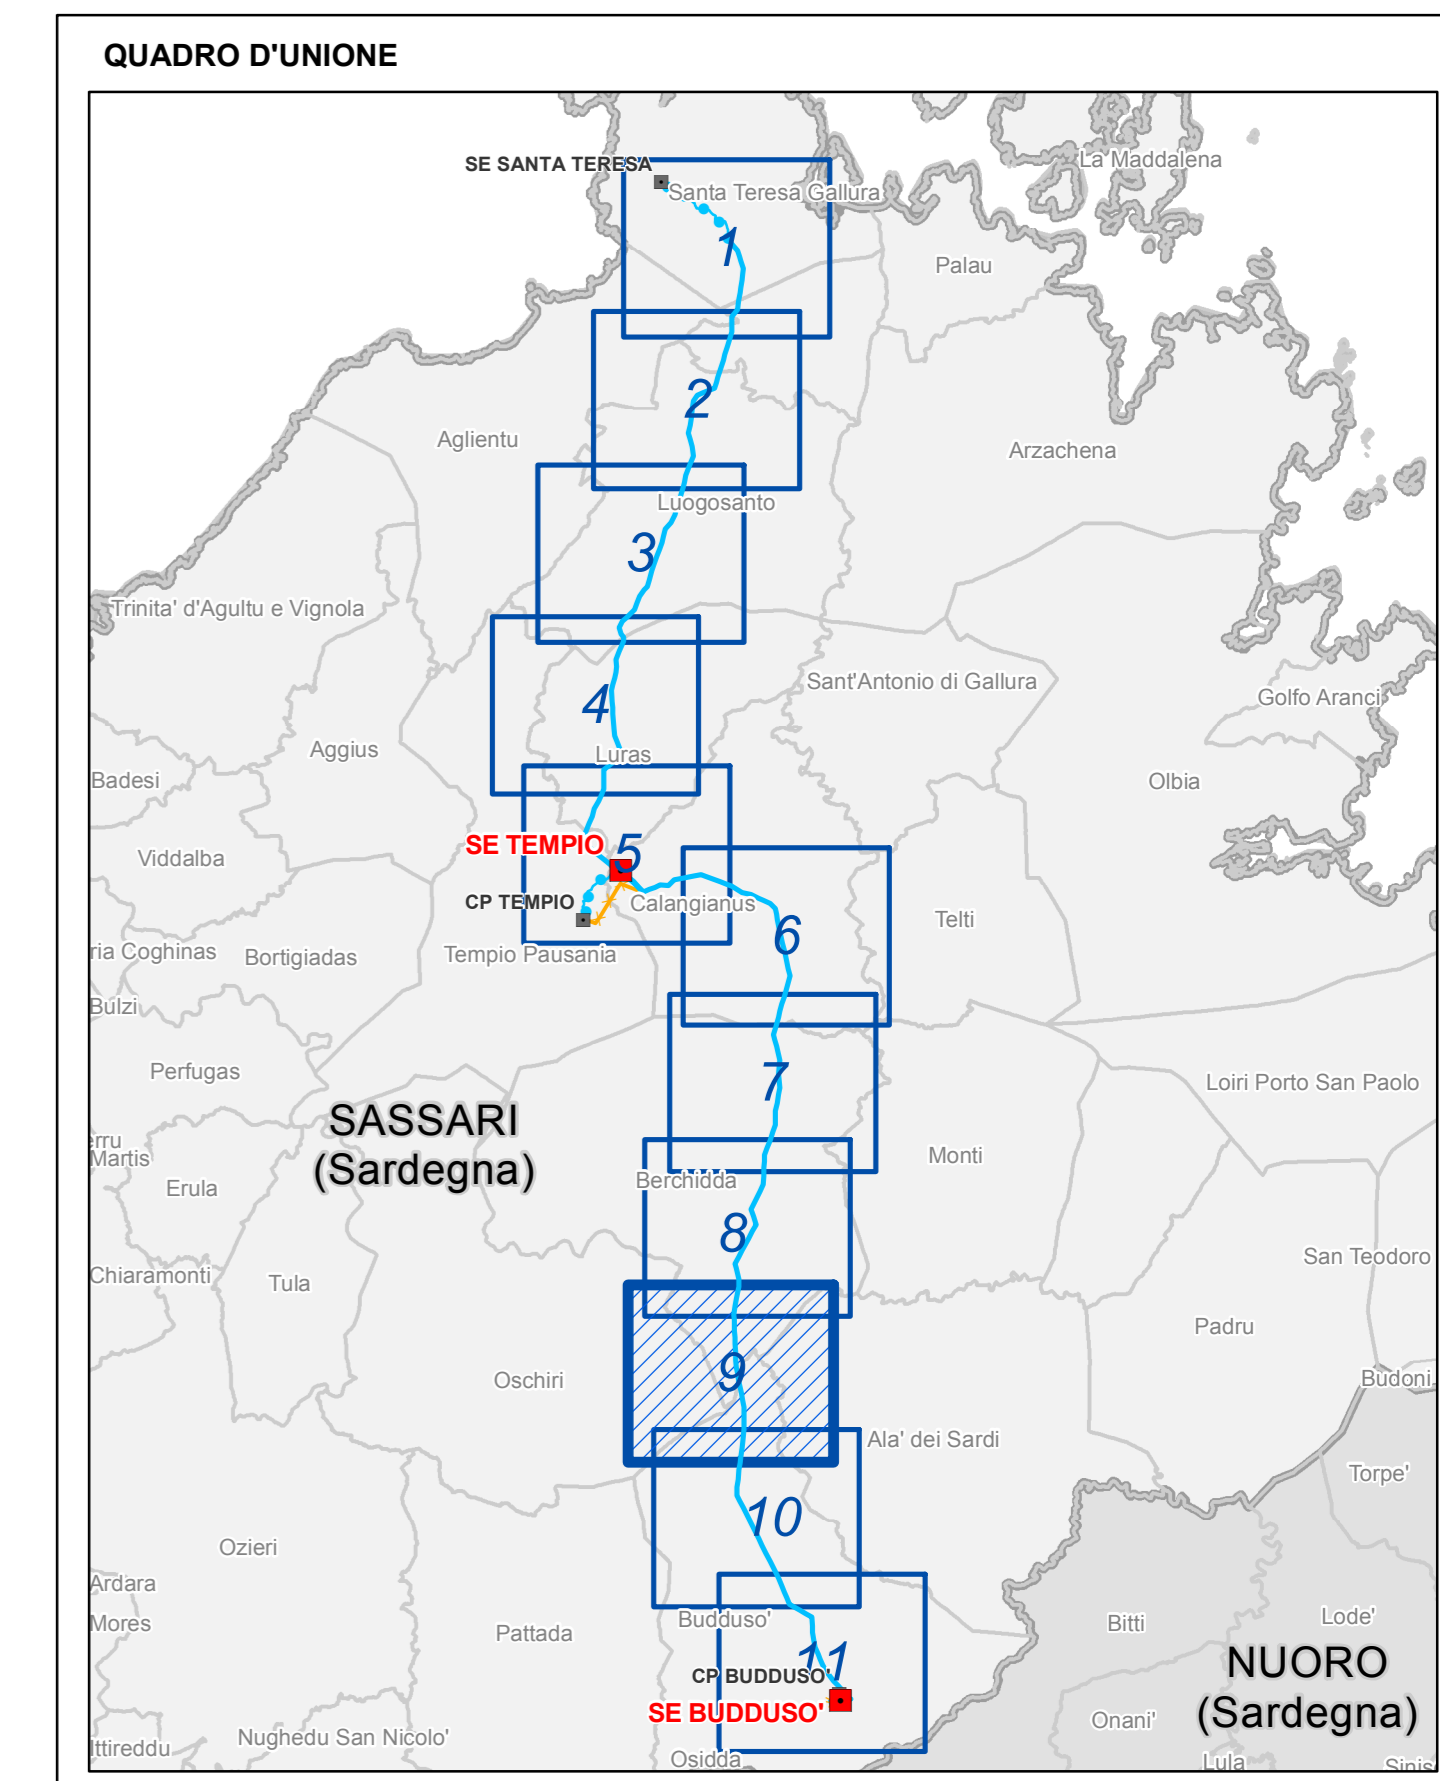 QUADRO D'UNIONE
La Maddalena
SE SANTA TERESA
Santa Teresa Gallura
1
Palau
2
Aglientu
Arzachena
Luogosanto
3
Trinita' d'Agultu e Vignola
Sant'Antonio di Gallura
Golfo Aranci
4
Aggius
Luras
Badesi
Olbia
SE TEMPIO
5
Viddalba
CP TEMPIO
Calangianus
Telti
6
ria Coghinas
Bortigiadas
Tempio Pausania
Bulzi
Perfugas
7
Loiri Porto San Paolo
SASSARI
(Sardegna)
erru
Martis
Monti
Erula
Berchidda
8
San Teodoro
Chiaramonti
Tula
Padru
9
Oschiri
Budoni
Ala' dei Sardi
Torpe'
10
Ozieri
Ardara
Mores
Budduso'
Bitti
Lode'
Pattada
11
CP BUDDUSO'
NUORO
(Sardegna)
SE BUDDUSO'
Onani'
Nughedu San Nicolo'
Ittireddu
Osidda
Lula
Sinis